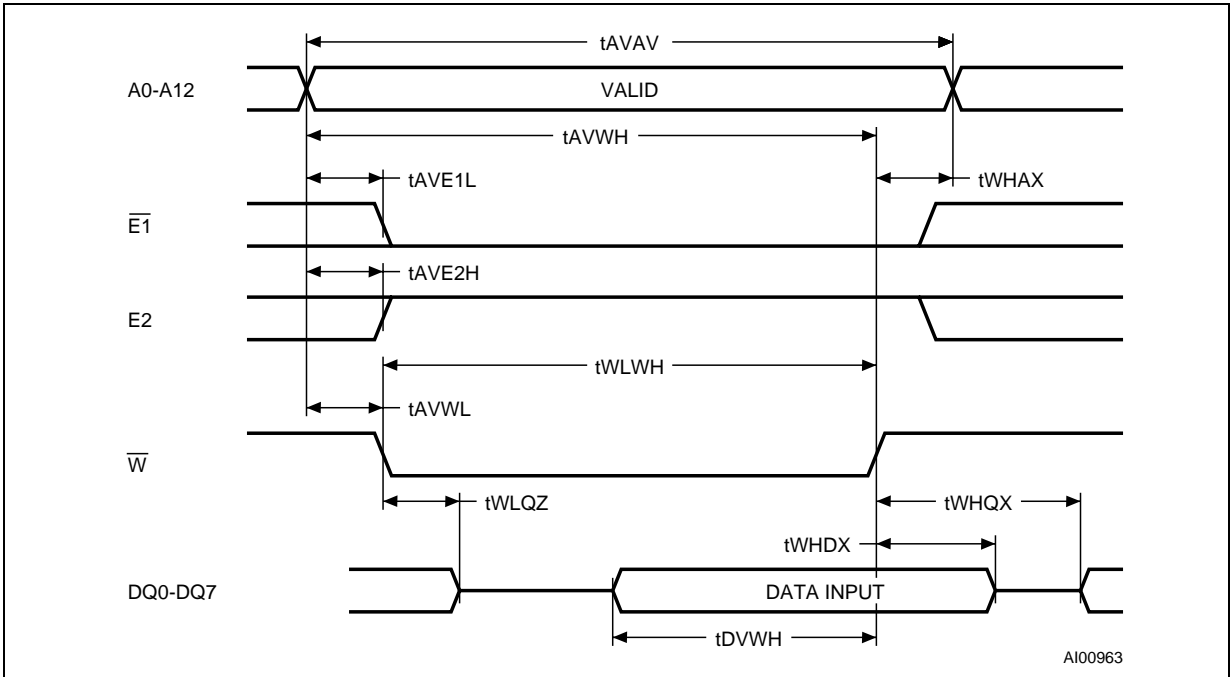 tAVAV
A0-A12
VALID
tAVWH
tAVE1L
tWHAX
E1
tAVE2H
E2
tWLWH
tAVWL
W
tWLQZ
tWHQX
tWHDX
DQ0-DQ7
DATA INPUT
tDVWH
AI00963